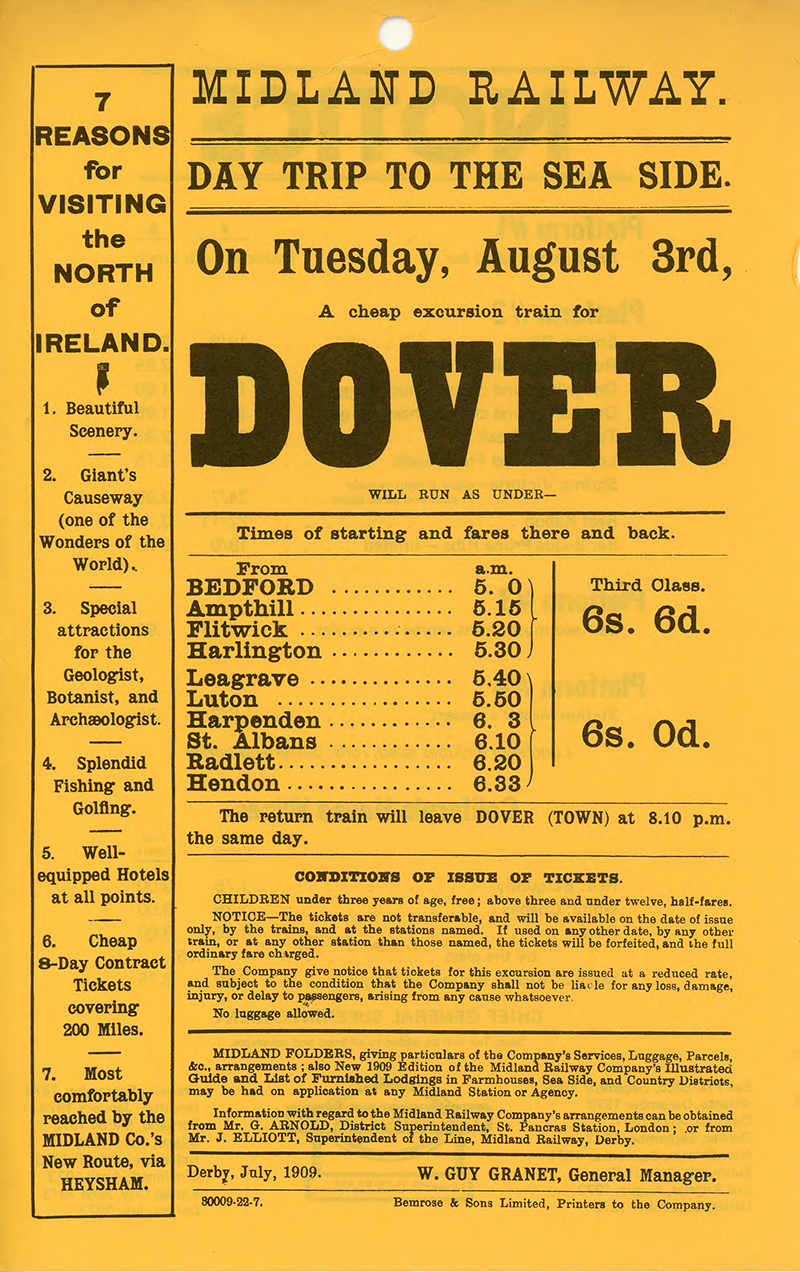 7
REASONS
for
VISITING
the
NORTH
of
IRELAND.
1. Beautiful
Scenery.
2. Giant's
Causeway
(one of the
Wonders of the
World).
3. Special
attractions
for the
Geologist,
Botanist, and
Archæologist.
4. Splendid
Fishing and
Golfing.
5. Well-
equipped Hotels
at all points.
6. Cheap
8-Day Contract
Tickets
covering
200 Miles.
7. Most
comfortably
reached by the
MIDLAND Co.'s
New Route, via
HEYSHAM.
MIDLAND RAILWAY.
DAY TRIP TO THE SEA SIDE.
On Tuesday, August 3rd,
A cheap excursion train for
DOVER
WILL RUN AS UNDER—
Times of starting and fares there and back.
From a.m.
BEDFORD ............ 5. 0
Ampthill .............. 5.15
Flitwick .............. 5.20
Harlington ........... 5.30
Third Class.
6s. 6d.
Leagrave ............. 5.40
Luton ................ 5.50
Harpenden ............ 6. 3
St. Albans ............ 6.10
Radlett................ 6.20
Hendon ............... 6.33
6s. 0d.
The return train will leave DOVER (TOWN) at 8.10 p.m.
the same day.
CONDITIONS OF ISSUE OF TICKETS.
CHILDREN under three years of age, free; above three and under twelve, half-fares.
NOTICE—The tickets are not transferable, and will be available on the date of issue
only, by the trains, and at the stations named. If used on any other date, by any other
train, or at any other station than those named, the tickets will be forfeited, and the full
ordinary fare charged.
The Company give notice that tickets for this excursion are issued at a reduced rate,
and subject to the condition that the Company shall not be liable for any loss, damage,
injury, or delay to passengers, arising from any cause whatsoever.
No luggage allowed.
MIDLAND FOLDERS, giving particulars of the Company's Services, Luggage, Parcels,
&c., arrangements; also New 1909 Edition of the Midland Railway Company's Illustrated
Guide and List of Furnished Lodgings in Farmhouses, Sea Side, and Country Districts,
may be had on application at any Midland Station or Agency.
Information with regard to the Midland Railway Company's arrangements can be obtained
from Mr. G. ARNOLD, District Superintendent, St. Pancras Station, London; or from
Mr. J. ELLIOTT, Superintendent of the Line, Midland Railway, Derby.
Derby, July, 1909. W. GUY GRANET, General Manager.
30009-22-7. Bemrose & Sons Limited, Printers to the Company.